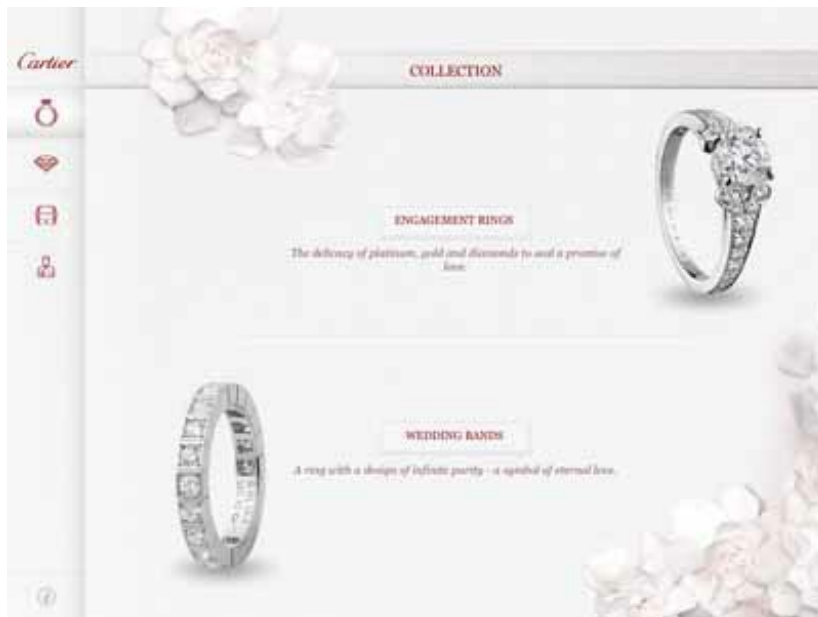 Cartier
COLLECTION
ENGAGEMENT RINGS
The delicacy of platinum, gold and diamonds to seal a promise of
love.
WEDDING BANDS
A ring with a design of infinite purity - a symbol of eternal love.